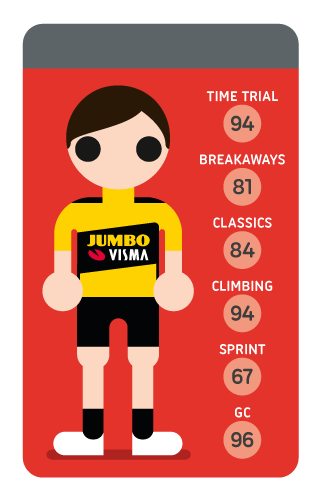 JUMBO
VISMA
TIME TRIAL
94
BREAKAWAYS
81
CLASSICS
84
CLIMBING
94
SPRINT
67
GC
96